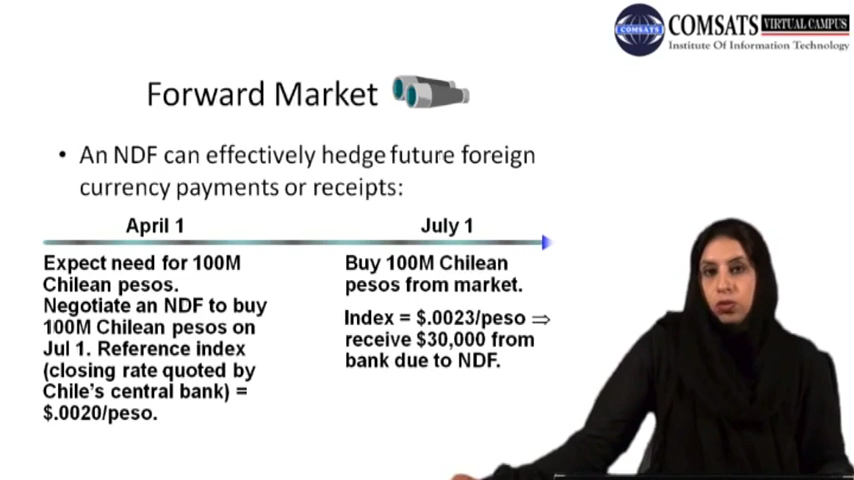 COMSATS VIRTUAL CAMPUS
COMSATS
Institute Of Information Technology
Forward Market
• An NDF can effectively hedge future foreign
currency payments or receipts:
April 1
July 1
Expect need for 100M
Chilean pesos.
Negotiate an NDF to buy
100M Chilean pesos on
Jul 1. Reference index
(closing rate quoted by
Chile's central bank) =
$.0020/peso.
Buy 100M Chilean
pesos from market.
Index = $.0023/peso ⇒
receive $30,000 from
bank due to NDF.